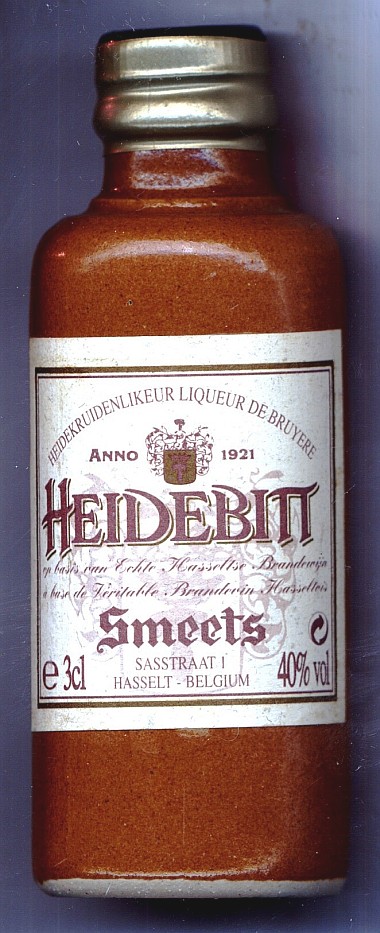 HEIDEKRUIDENLIKEUR LIQUEUR DE BRUYERE
ANNO 1921
HEIDEBITT
op basis van Echte Hasseltse Brandewijn
a base de Véritable Brandevin Hasseltois
Smeets
SASSTRAAT 1
HASSELT - BELGIUM
e 3cl
40% vol